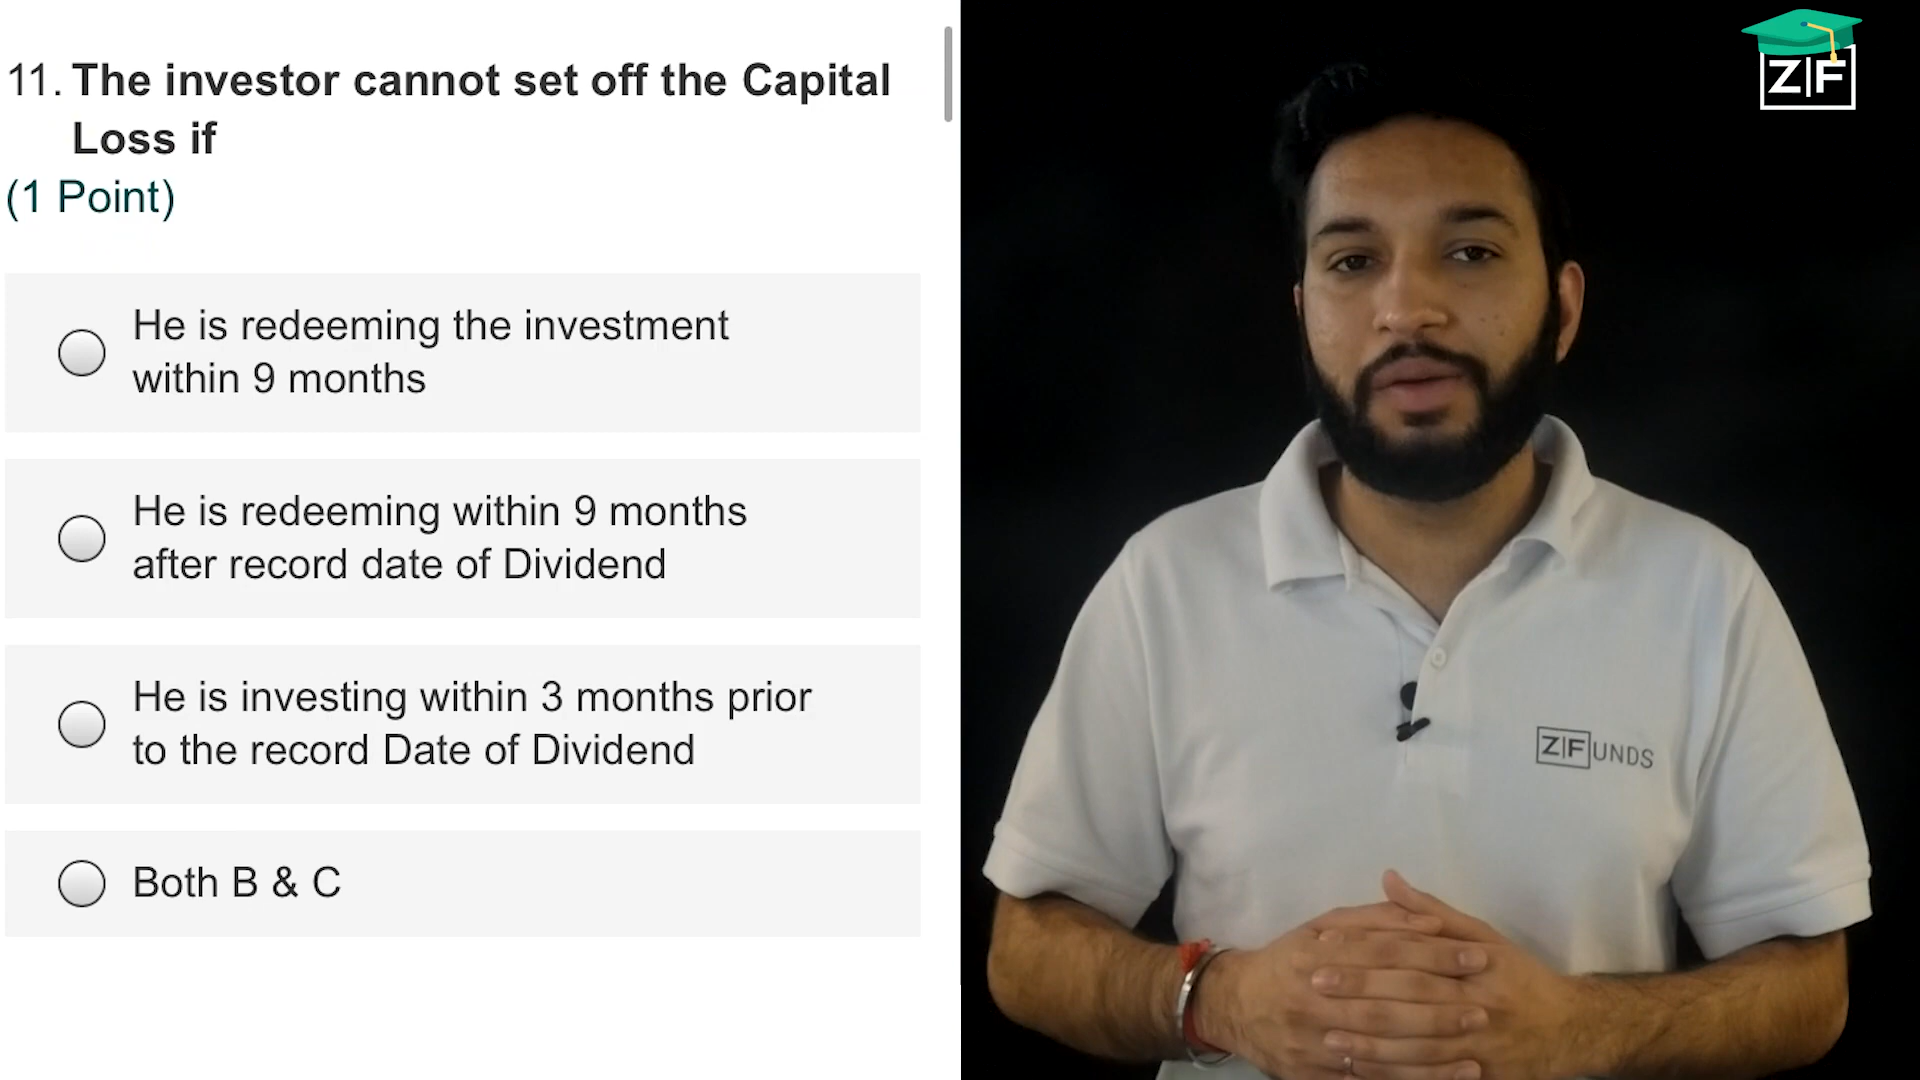 11. The investor cannot set off the Capital
Loss if
(1 Point)
He is redeeming the investment
within 9 months
He is redeeming within 9 months
after record date of Dividend
He is investing within 3 months prior
to the record Date of Dividend
Both B & C
Z|F
Z|FUNDS